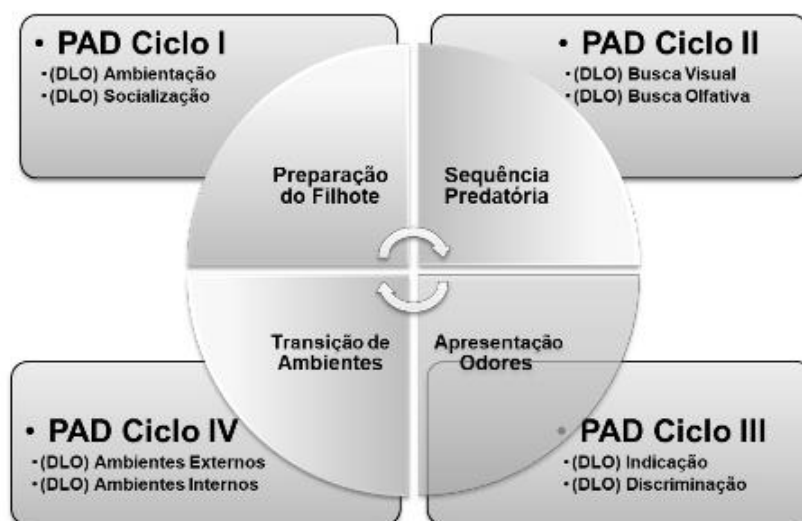 • PAD Ciclo I
•(DLO) Ambientação
•(DLO) Socialização
• PAD Ciclo II
•(DLO) Busca Visual
•(DLO) Busca Olfativa
Preparação
do Filhote
Sequência
Predatória
Transição de
Ambientes
Apresentação
Odores
• PAD Ciclo IV
•(DLO) Ambientes Externos
•(DLO) Ambientes Internos
• PAD Ciclo III
•(DLO) Indicação
•(DLO) Discriminação